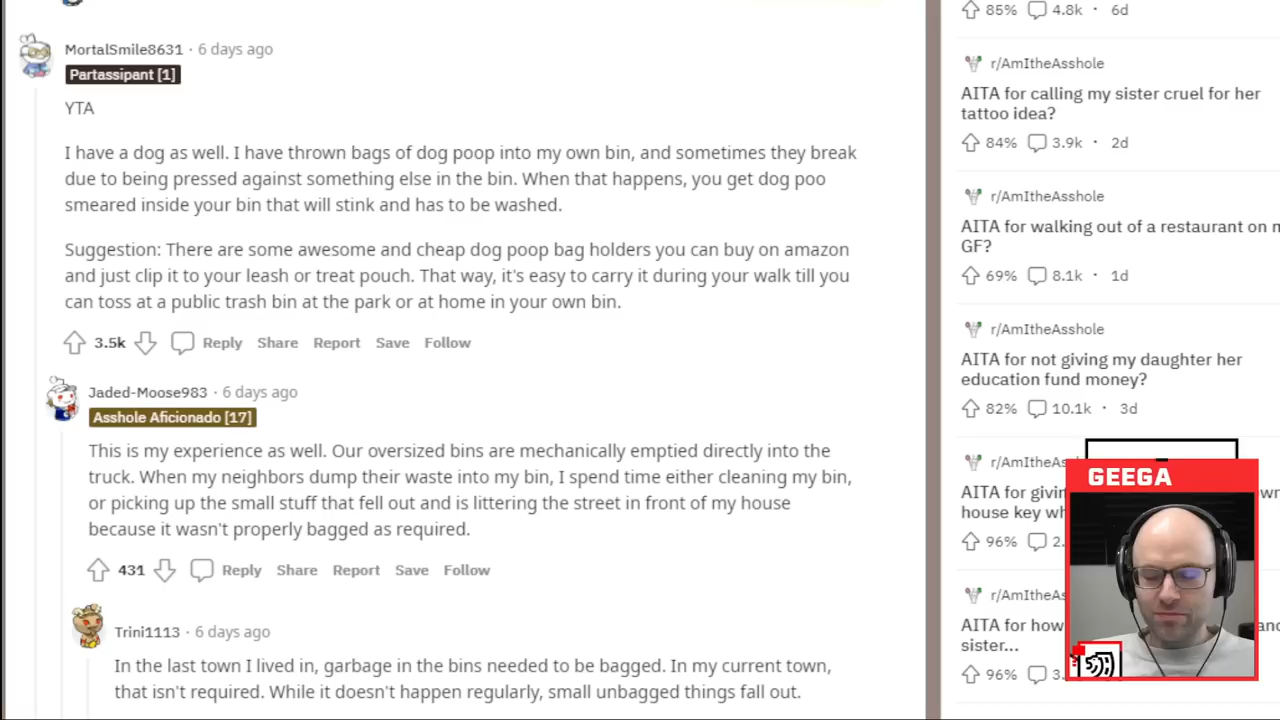 MortalSmile8631 · 6 days ago
Partassipant [1]
YTA
I have a dog as well. I have thrown bags of dog poop into my own bin, and sometimes they break
due to being pressed against something else in the bin. When that happens, you get dog poo
smeared inside your bin that will stink and has to be washed.
Suggestion: There are some awesome and cheap dog poop bag holders you can buy on amazon
and just clip it to your leash or treat pouch. That way, it's easy to carry it during your walk till you
can toss at a public trash bin at the park or at home in your own bin.
3.5k Reply Share Report Save Follow
Jaded-Moose983 · 6 days ago
Asshole Aficionado [17]
This is my experience as well. Our oversized bins are mechanically emptied directly into the
truck. When my neighbors dump their waste into my bin, I spend time either cleaning my bin,
or picking up the small stuff that fell out and is littering the street in front of my house
because it wasn't properly bagged as required.
431 Reply Share Report Save Follow
Trini1113 · 6 days ago
In the last town I lived in, garbage in the bins needed to be bagged. In my current town,
that isn't required. While it doesn't happen regularly, small unbagged things fall out.
85% 4.8k · 6d
r/AmItheAsshole
AITA for calling my sister cruel for her
tattoo idea?
84% 3.9k · 2d
r/AmItheAsshole
AITA for walking out of a restaurant on m
GF?
69% 8.1k · 1d
r/AmItheAsshole
AITA for not giving my daughter her
education fund money?
82% 10.1k · 3d
r/AmItheAs
AITA for givin
house key wh
96% 2.
r/AmItheAs
AITA for how
sister...
96% 3.
GEEGA